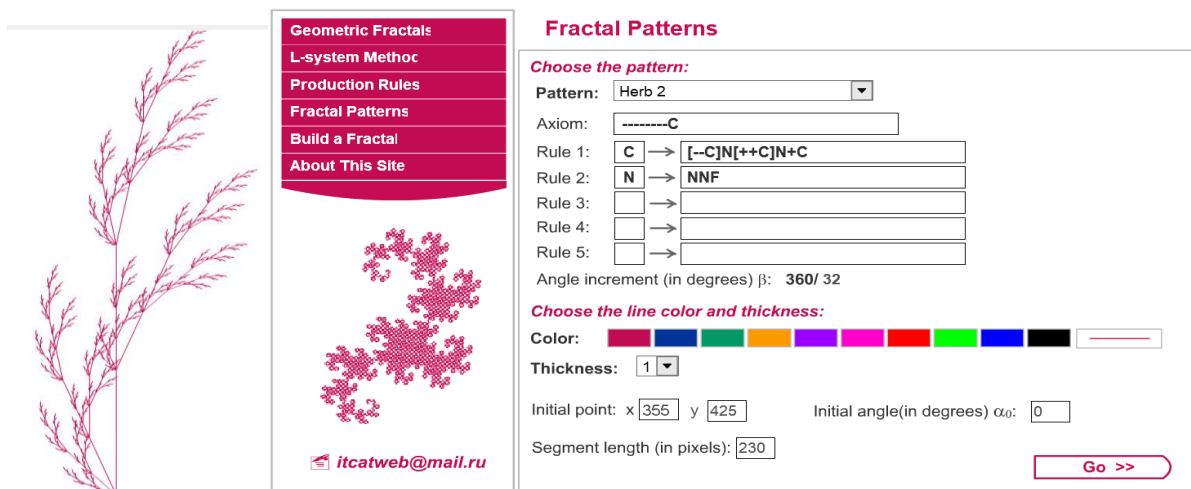 Geometric Fractals
L-system Method
Production Rules
Fractal Patterns
Build a Fractal
About This Site
itcatweb@mail.ru
Fractal Patterns
Choose the pattern:
Pattern: Herb 2
Axiom: --------C
Rule 1: C → [--C]N[++C]N+C
Rule 2: N → NNF
Rule 3: →
Rule 4: →
Rule 5: →
Angle increment (in degrees) β: 360/ 32
Choose the line color and thickness:
Color:
Thickness: 1
Initial point: x 355 y 425 Initial angle(in degrees) α₀: 0
Segment length (in pixels): 230
Go >>